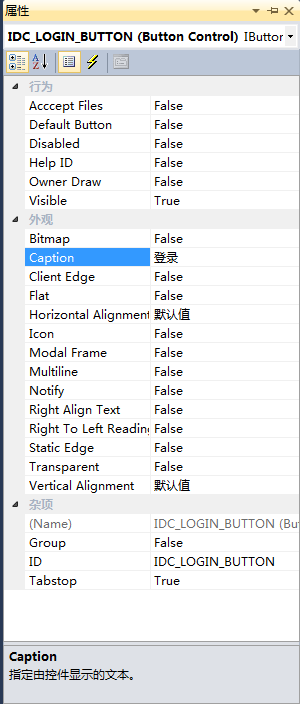 属性
IDC_LOGIN_BUTTON (Button Control) IButtor
行为
Acccept Files False
Default Button False
Disabled False
Help ID False
Owner Draw False
Visible True
外观
Bitmap False
Caption 登录
Client Edge False
Flat False
Horizontal Alignment 默认值
Icon False
Modal Frame False
Multiline False
Notify False
Right Align Text False
Right To Left Reading False
Static Edge False
Transparent False
Vertical Alignment 默认值
杂项
(Name) IDC_LOGIN_BUTTON (But
Group False
ID IDC_LOGIN_BUTTON
Tabstop True
Caption
指定由控件显示的文本。